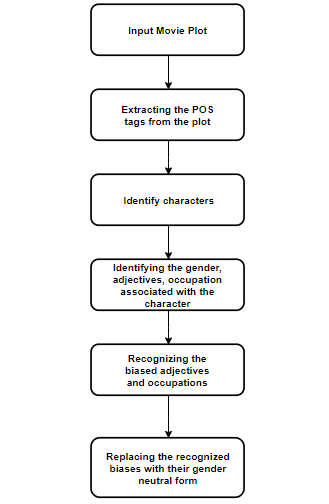 Input Movie Plot
Extracting the POS
tags from the plot
Identify characters
Identifying the gender,
adjectives, occupation
associated with the
character
Recognizing the
biased adjectives
and occupations
Replacing the recognized
biases with their gender
neutral form